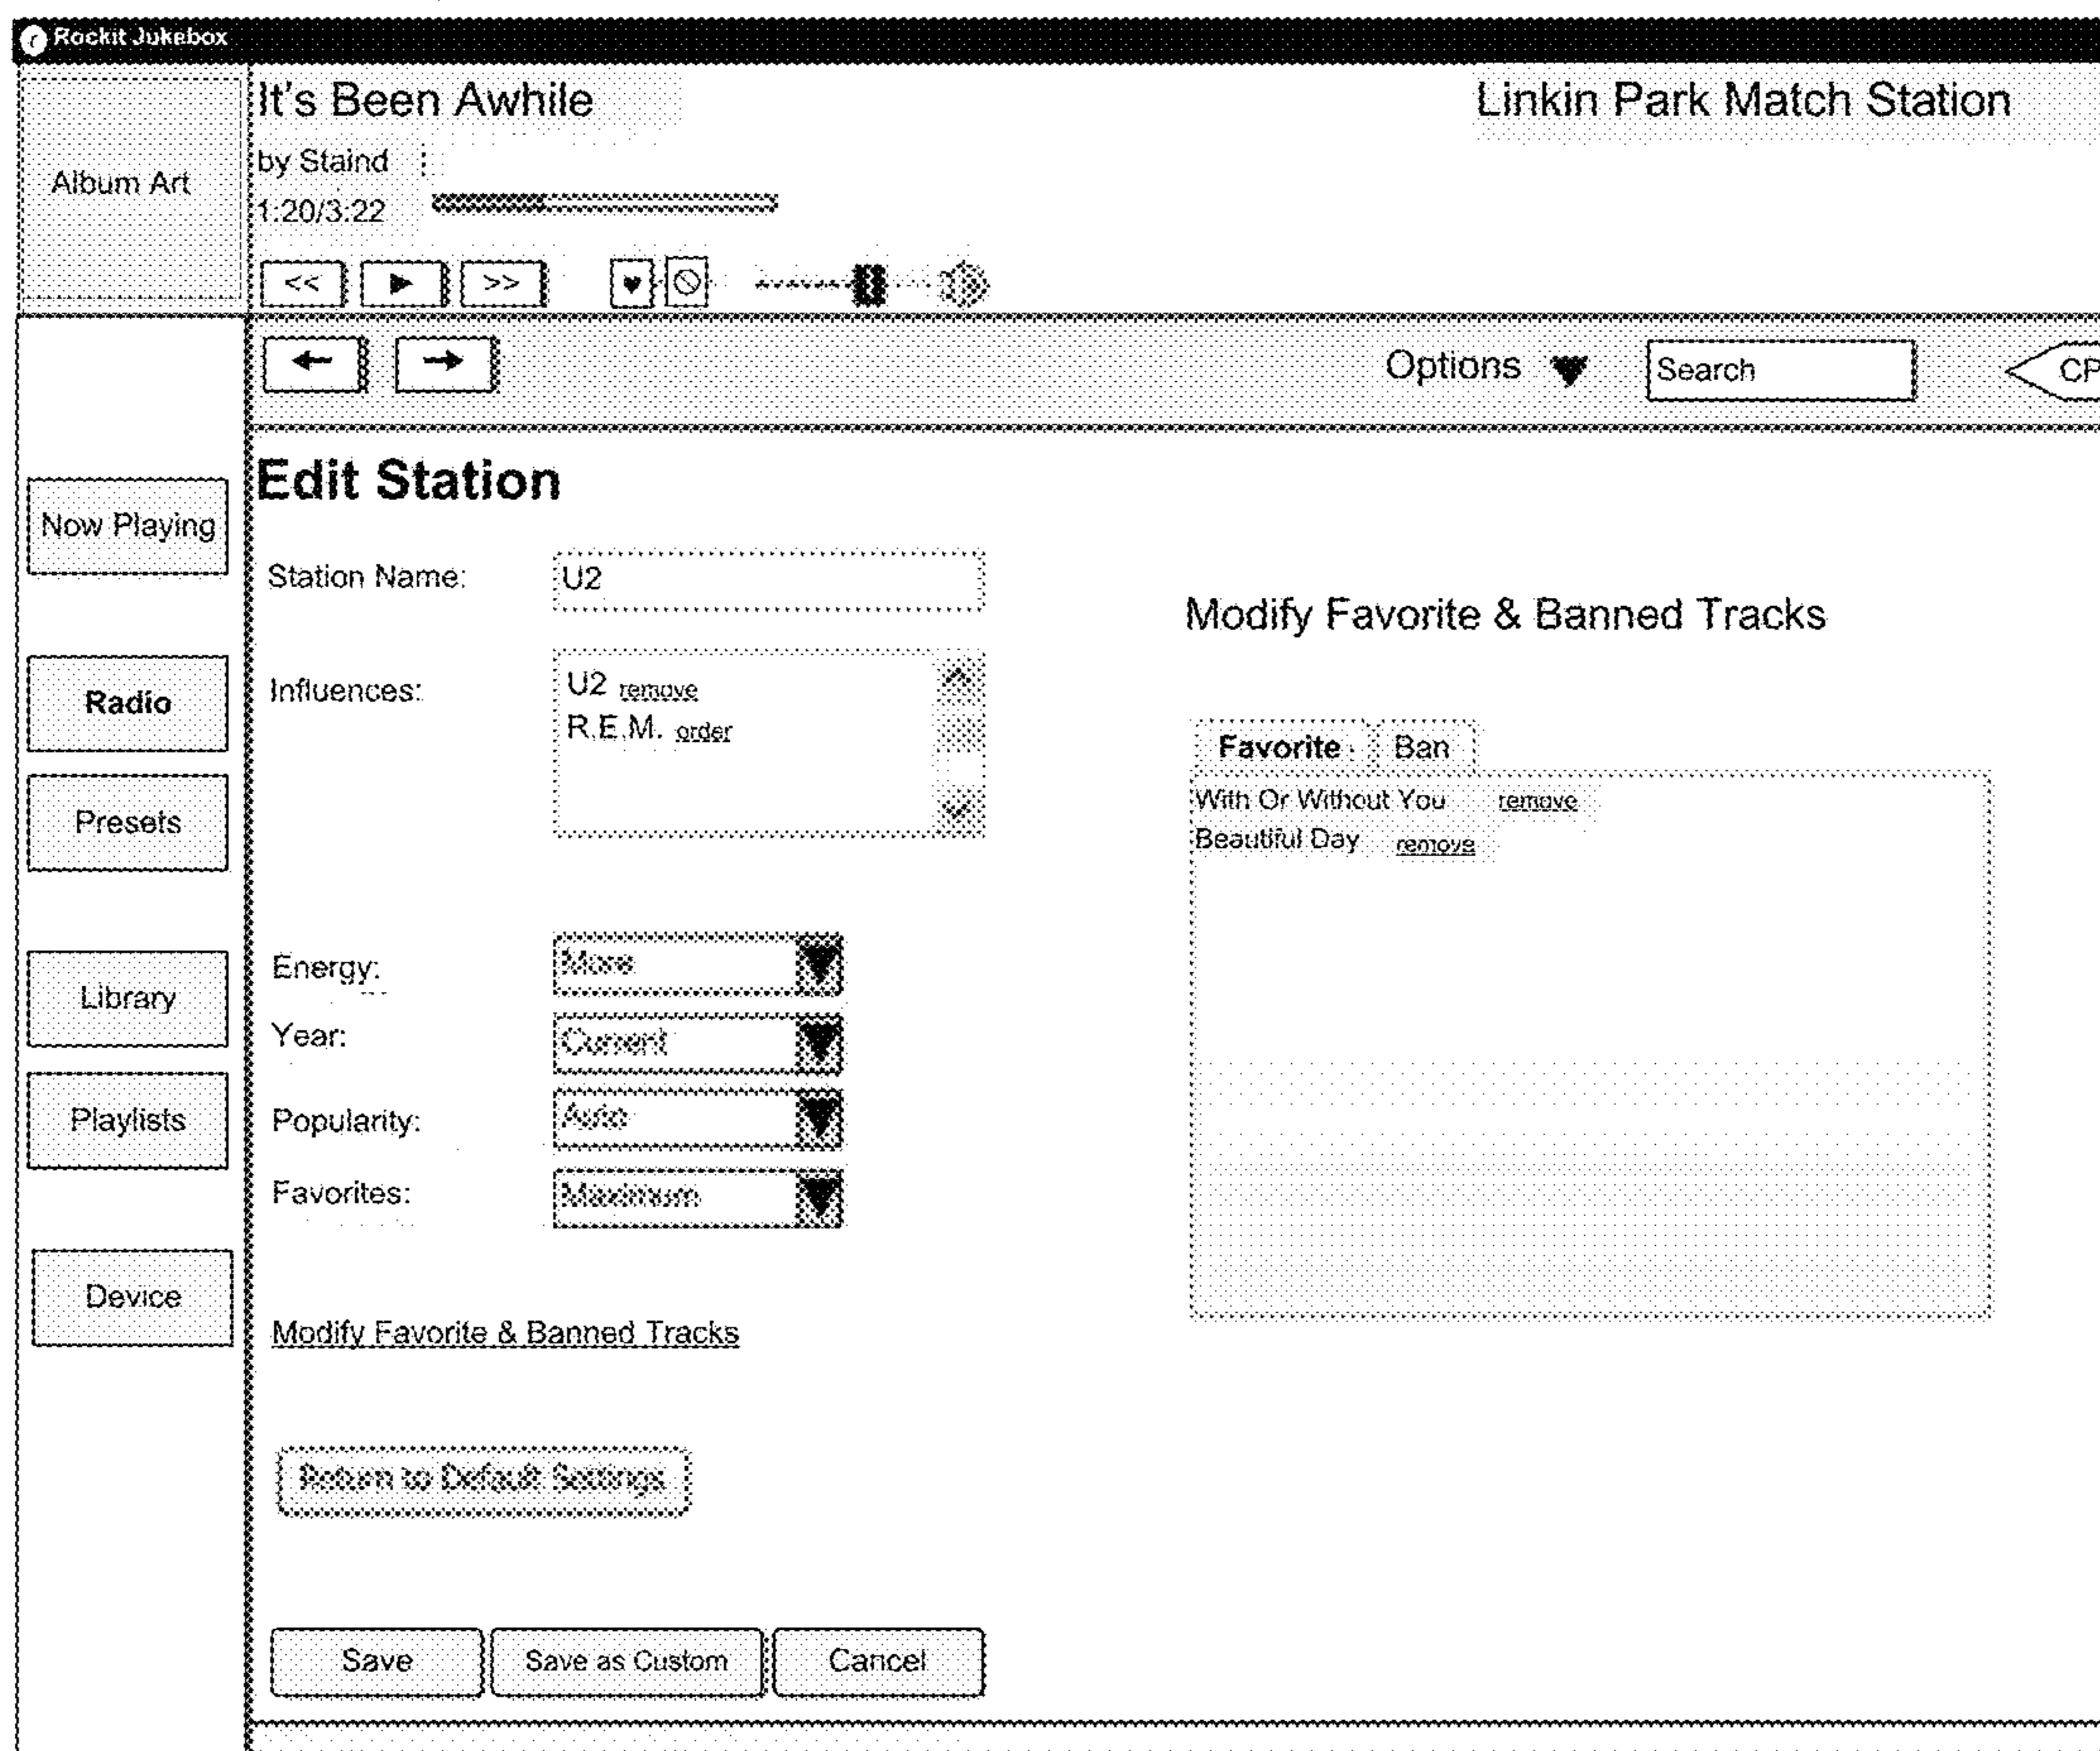 Rockit Jukebox
Album Art
It's Been Awhile
Linkin Park Match Station
by Staind
1:20/3:22
<< ▶ >>
Options
Search
CP
Edit Station
Now Playing
Radio
Presets
Library
Playlists
Device
Station Name: U2
Influences: U2 remove
R.E.M. order
Energy: More
Year: Current
Popularity: Auto
Favorites: Maximum
Modify Favorite & Banned Tracks
Return to Default Settings
Save Save as Custom Cancel
Modify Favorite & Banned Tracks
Favorite Ban
With Or Without You remove
Beautiful Day remove